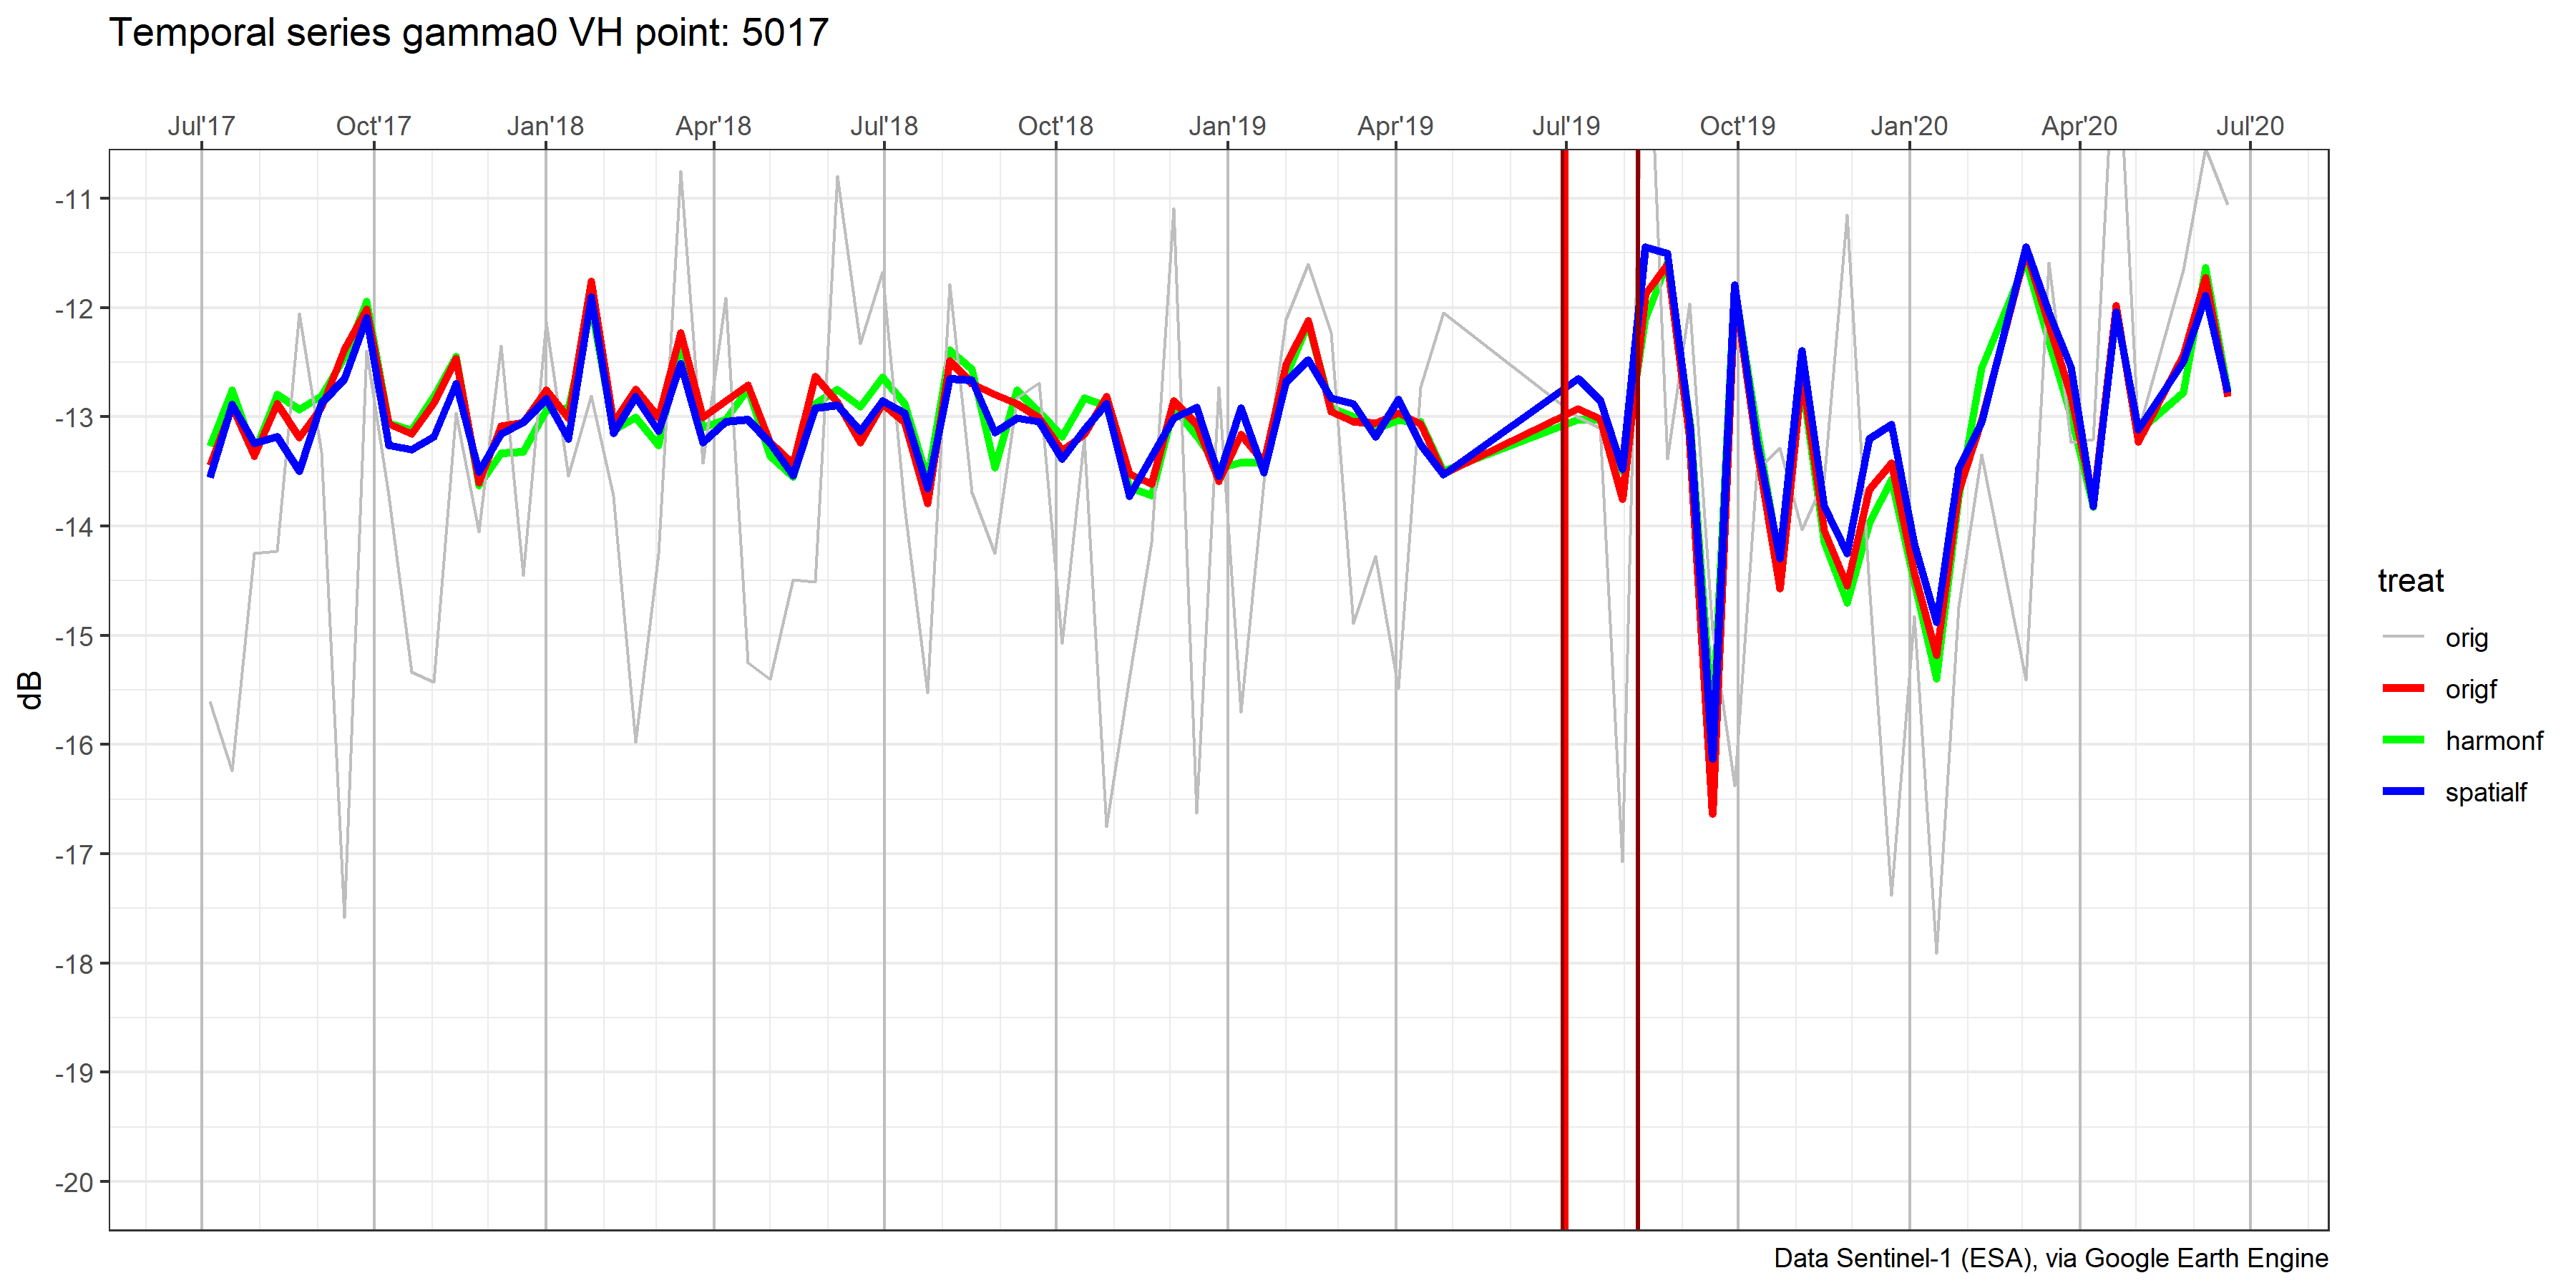 Temporal series gamma0 VH point: 5017
Jul'17 Oct'17 Jan'18 Apr'18 Jul'18 Oct'18 Jan'19 Apr'19 Jul'19 Oct'19 Jan'20 Apr'20 Jul'20
-11
-12
-13
-14
-15
-16
-17
-18
-19
-20
dB
treat
orig
origf
harmonf
spatialf
Data Sentinel-1 (ESA), via Google Earth Engine